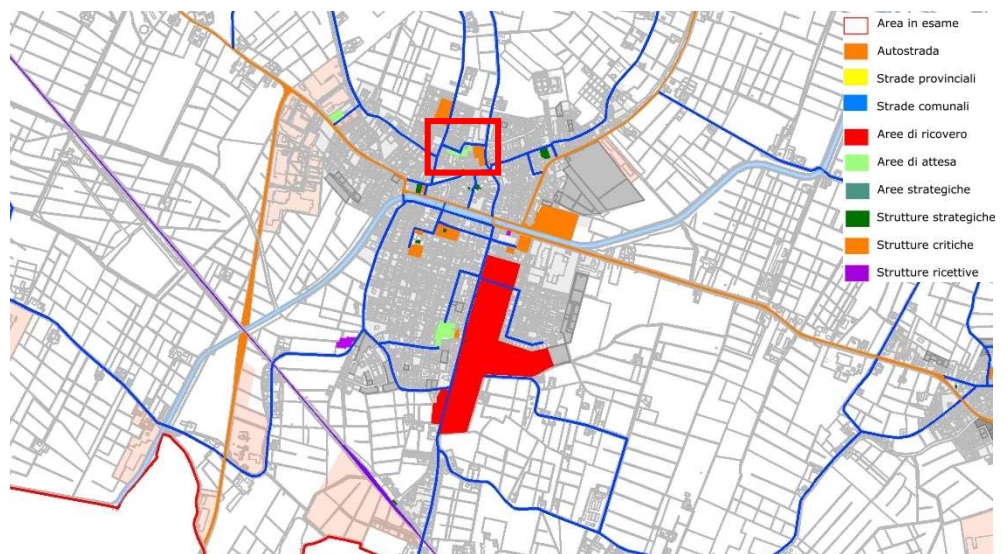 Area in esame
Autostrada
Strade provinciali
Strade comunali
Aree di ricovero
Aree di attesa
Aree strategiche
Strutture strategiche
Strutture critiche
Strutture ricettive